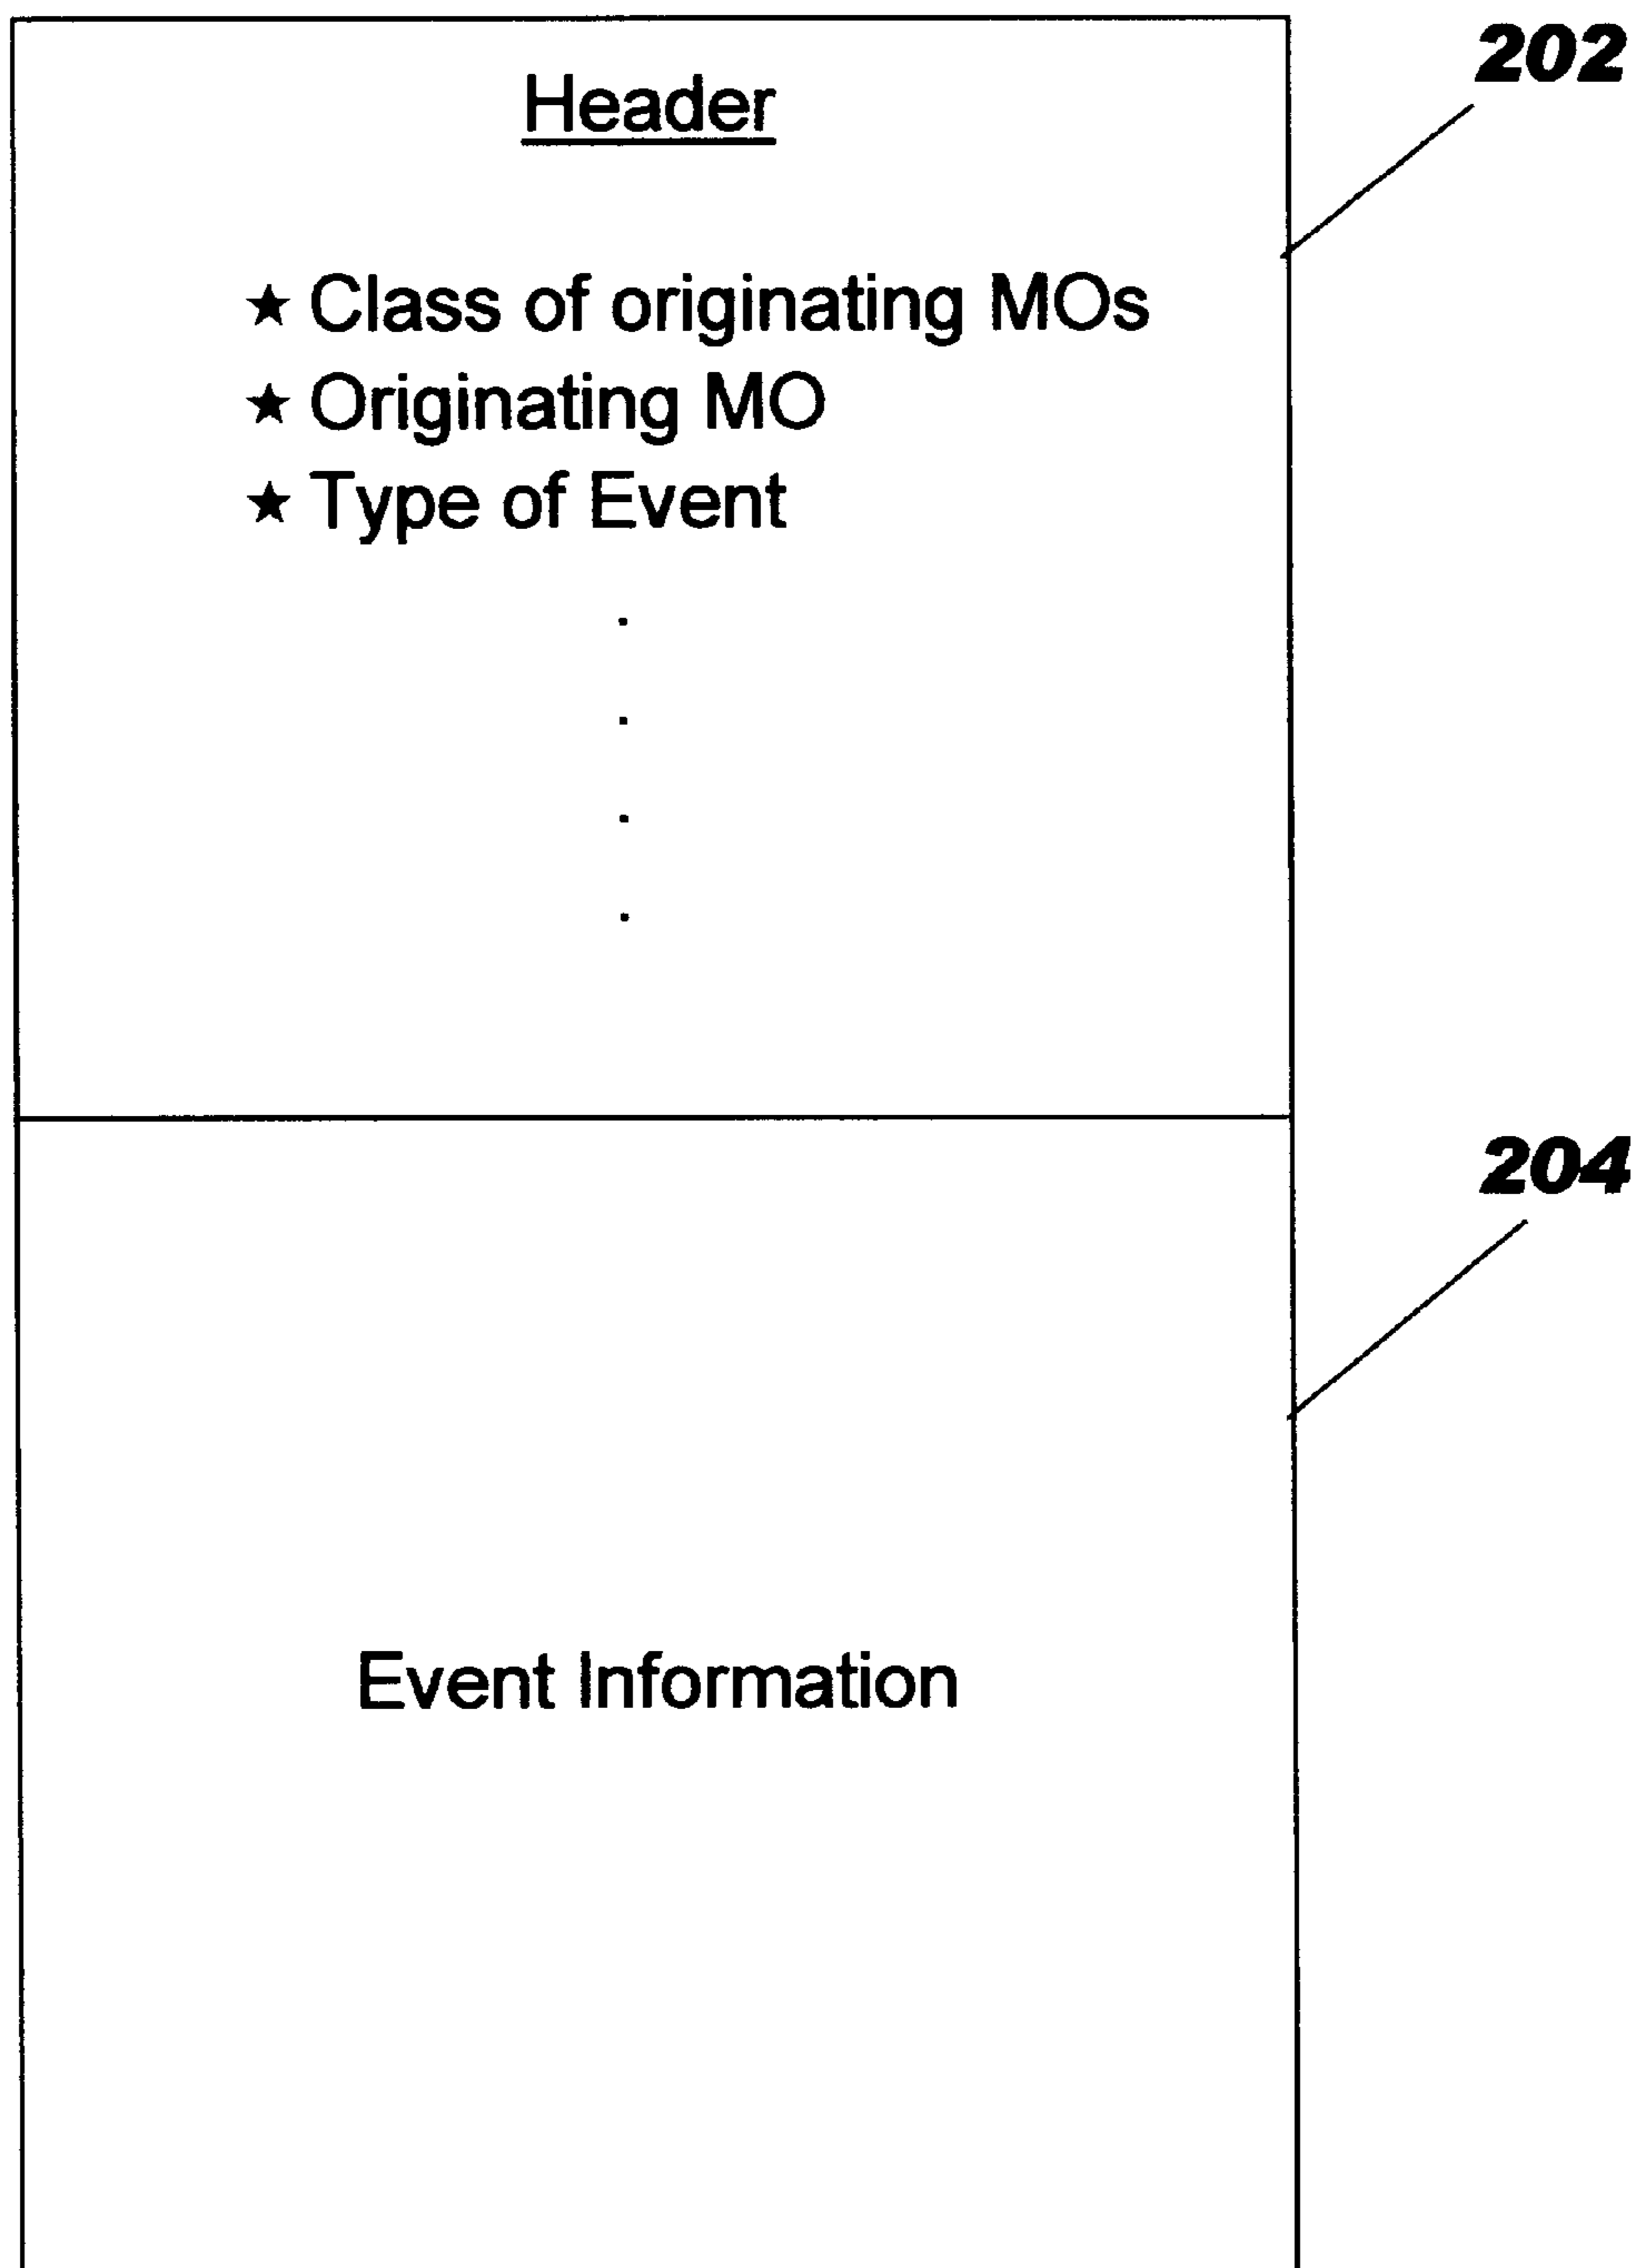 202
Header
★ Class of originating MOs
★ Originating MO
★ Type of Event
.
.
.
.
204
Event Information